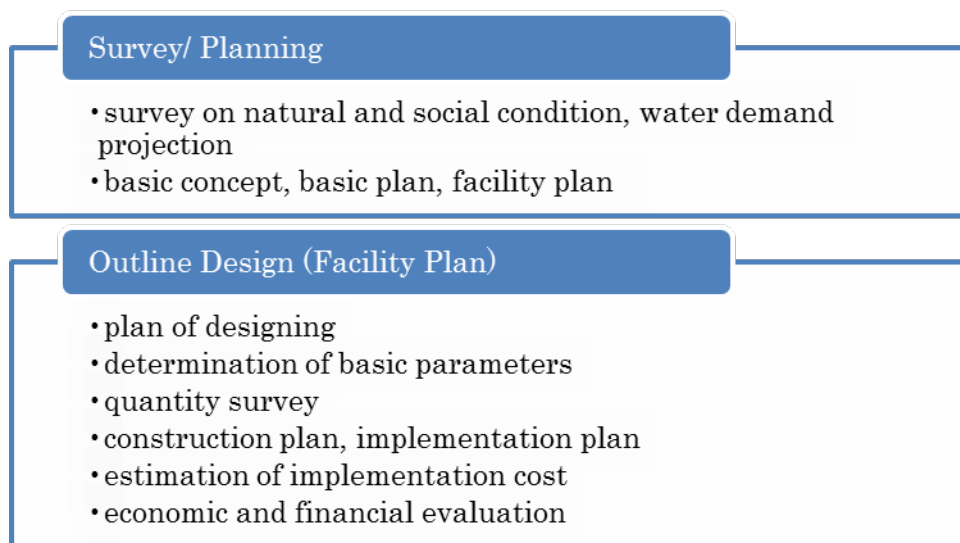 Survey/ Planning
•survey on natural and social condition, water demand
projection
•basic concept, basic plan, facility plan
Outline Design (Facility Plan)
•plan of designing
•determination of basic parameters
•quantity survey
•construction plan, implementation plan
•estimation of implementation cost
•economic and financial evaluation